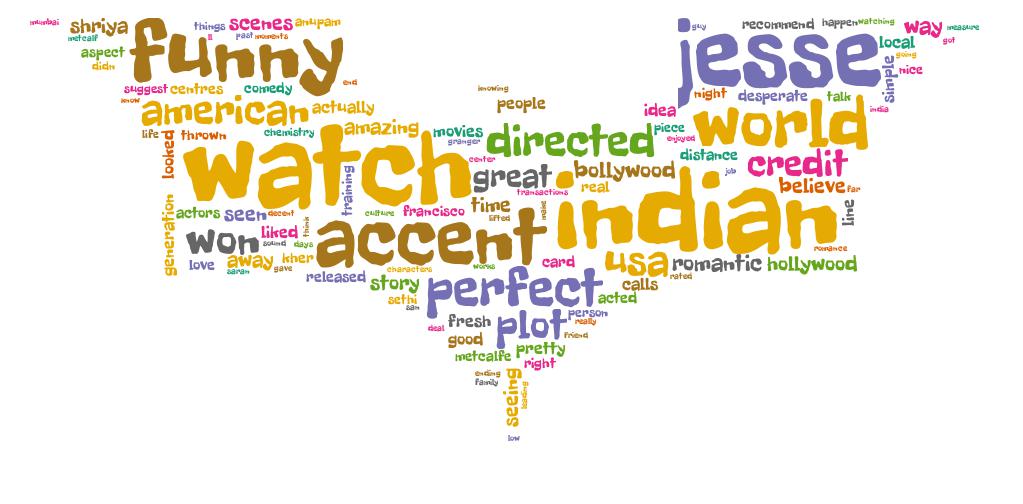 mumbai
shriya
things
scenes
anupam
jesse
guy
recommend
happen
watching
way
measure
metcalf
ll
past
moments
funny
local
got
aspect
didn
going
simple
nice
suggest
centres
comedy
end
knowing
night
desperate
talk
know
american
actually
people
idea
india
life
looked
thrown
chemistry
amazing
movies
granger
directed
piece
enjoyed
world
watch
center
great
bollywood
distance
job
credit
training
real
transactions
believe
far
generation
actors
seen
decent
culture
francisco
time
lifted
make
indian
line
won
liked
sound
think
days
accent
romance
love
away
saran
kher
gave
characters
works
card
usa
rated
romantic
hollywood
released
story
perfect
calls
sethi
sam
acted
deal
fresh
plot
person
really
good
friend
metcalfe
pretty
right
ending
family
seeing
leading
low